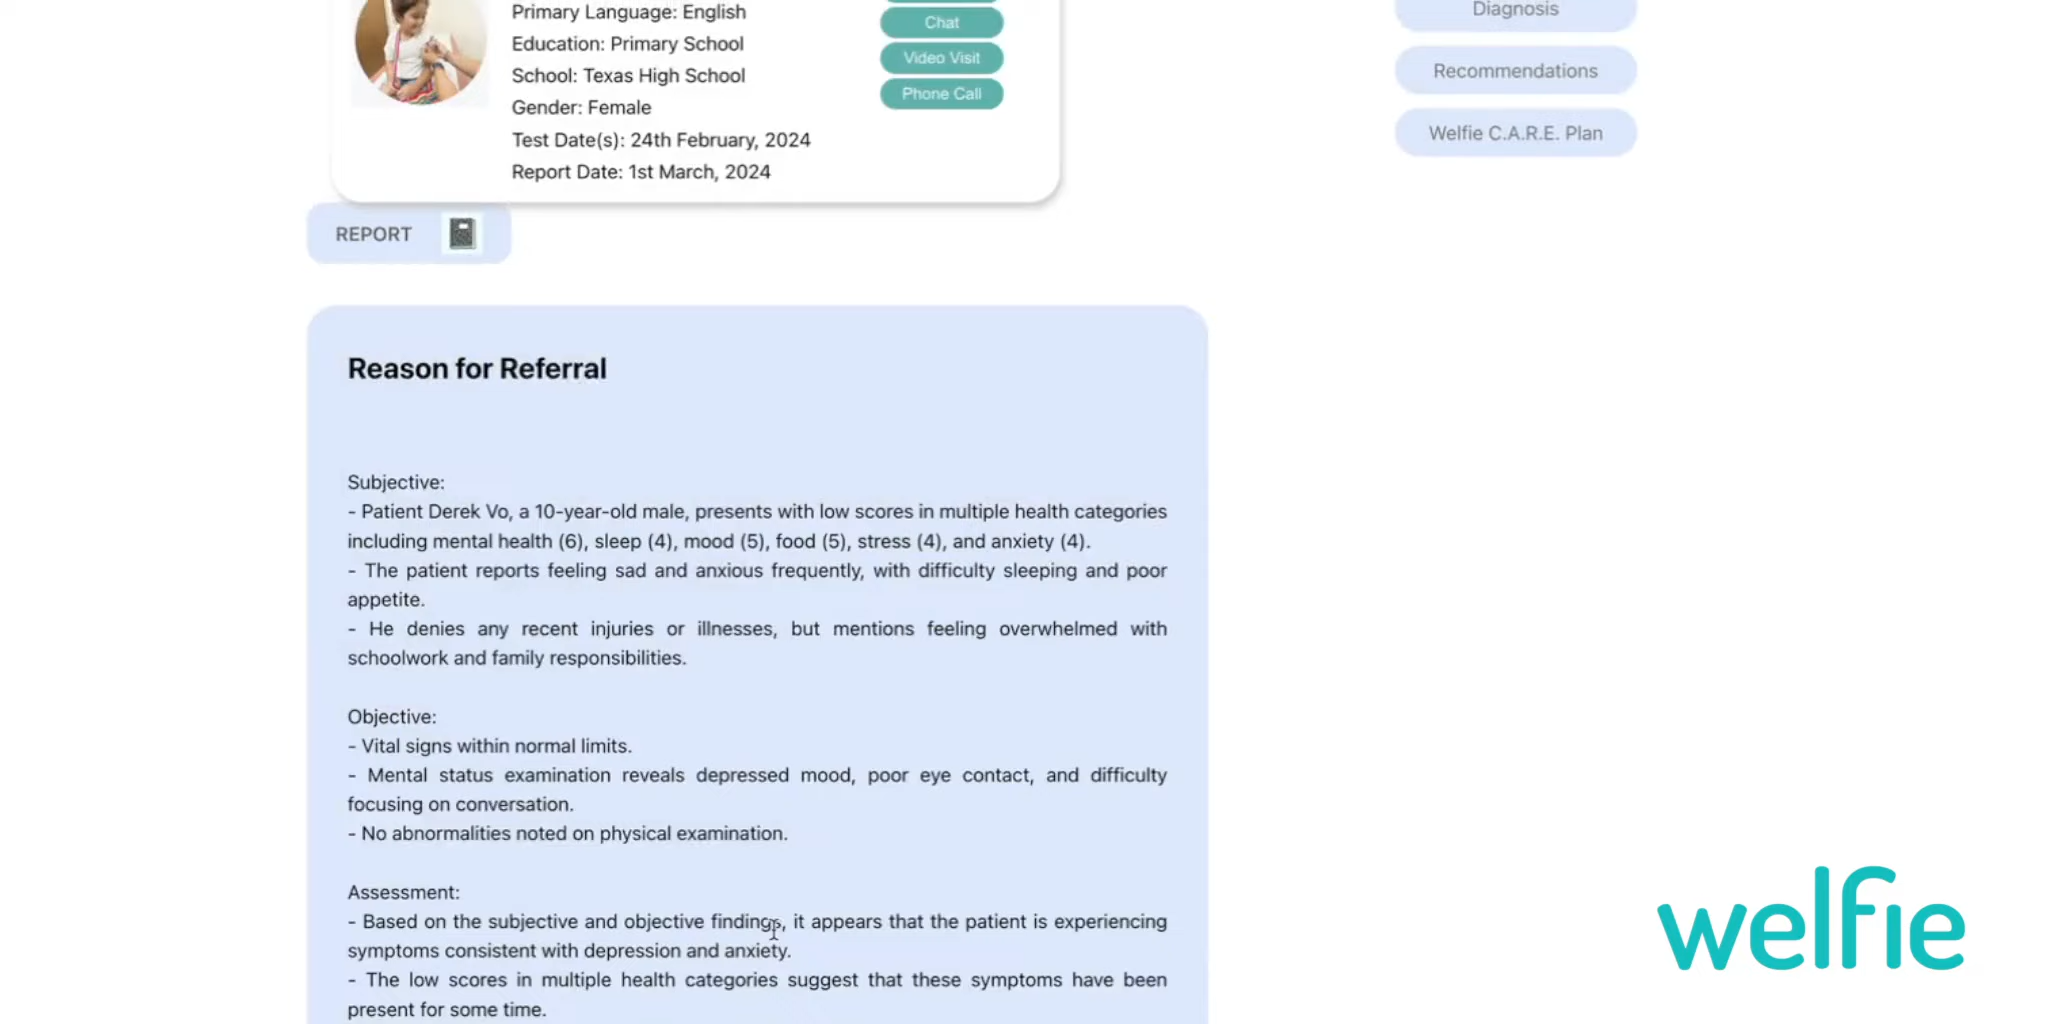 Primary Language: English
Education: Primary School
School: Texas High School
Gender: Female
Test Date(s): 24th February, 2024
Report Date: 1st March, 2024
Chat
Video Visit
Phone Call
Diagnosis
Recommendations
Welfie C.A.R.E. Plan
REPORT
Reason for Referral
Subjective:
- Patient Derek Vo, a 10-year-old male, presents with low scores in multiple health categories
including mental health (6), sleep (4), mood (5), food (5), stress (4), and anxiety (4).
- The patient reports feeling sad and anxious frequently, with difficulty sleeping and poor
appetite.
- He denies any recent injuries or illnesses, but mentions feeling overwhelmed with
schoolwork and family responsibilities.
Objective:
- Vital signs within normal limits.
- Mental status examination reveals depressed mood, poor eye contact, and difficulty
focusing on conversation.
- No abnormalities noted on physical examination.
Assessment:
- Based on the subjective and objective findings, it appears that the patient is experiencing
symptoms consistent with depression and anxiety.
- The low scores in multiple health categories suggest that these symptoms have been
present for some time.
welfie